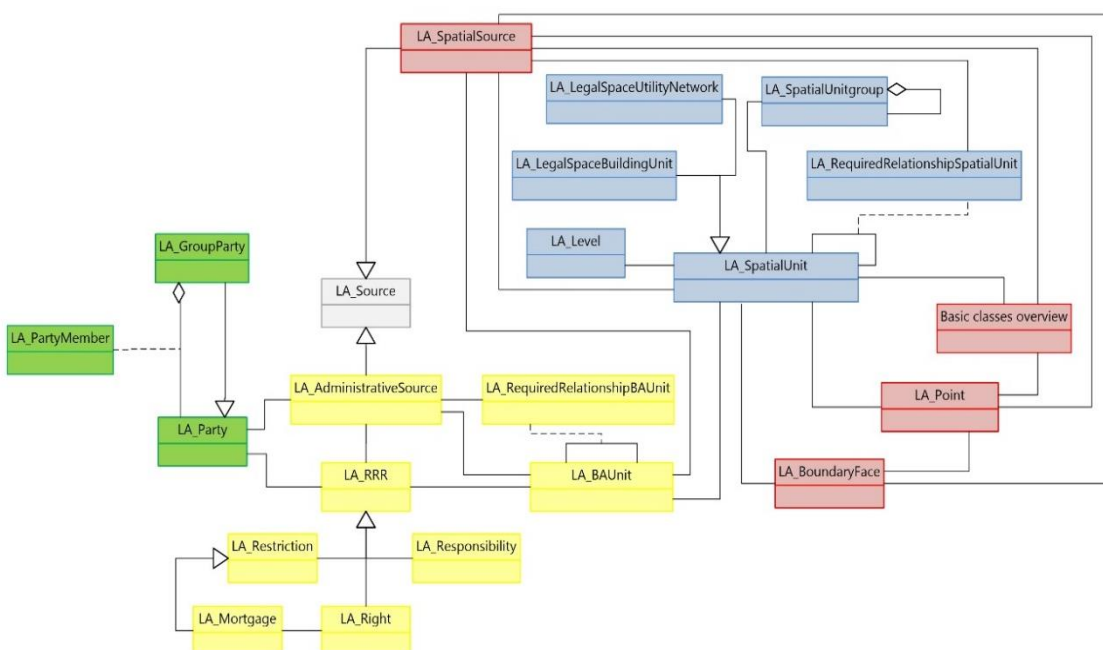 LA_SpatialSource
LA_LegalSpaceUtilityNetwork
LA_SpatialUnitgroup
LA_LegalSpaceBuildingUnit
LA_RequiredRelationshipSpatialUnit
LA_GroupParty
LA_Level
LA_SpatialUnit
LA_Source
Basic classes overview
LA_PartyMember
LA_AdministrativeSource
LA_RequiredRelationshipBAUnit
LA_Point
LA_Party
LA_RRR
LA_BAUnit
LA_BoundaryFace
LA_Restriction
LA_Responsibility
LA_Mortgage
LA_Right